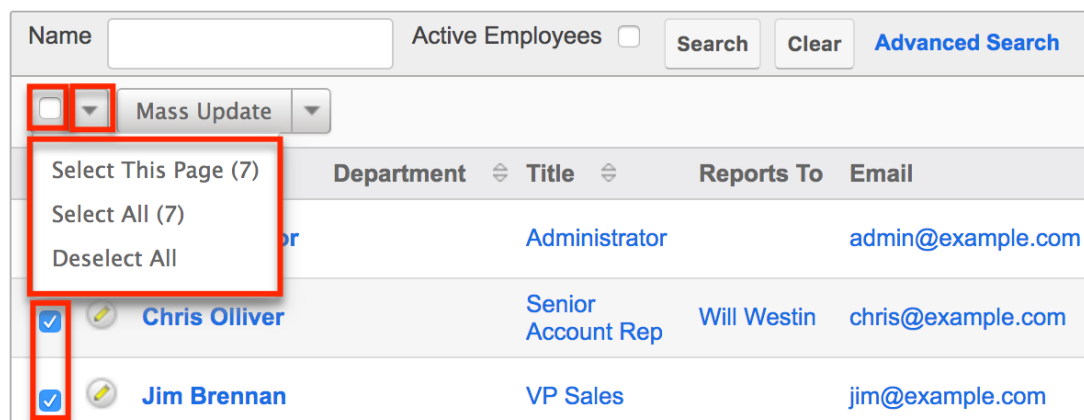 Name Active Employees Search Clear Advanced Search
Mass Update
Select This Page (7)
Department Title Reports To Email
Select All (7)
or Administrator admin@example.com
Deselect All
Chris Olliver Senior Account Rep Will Westin chris@example.com
Jim Brennan VP Sales jim@example.com